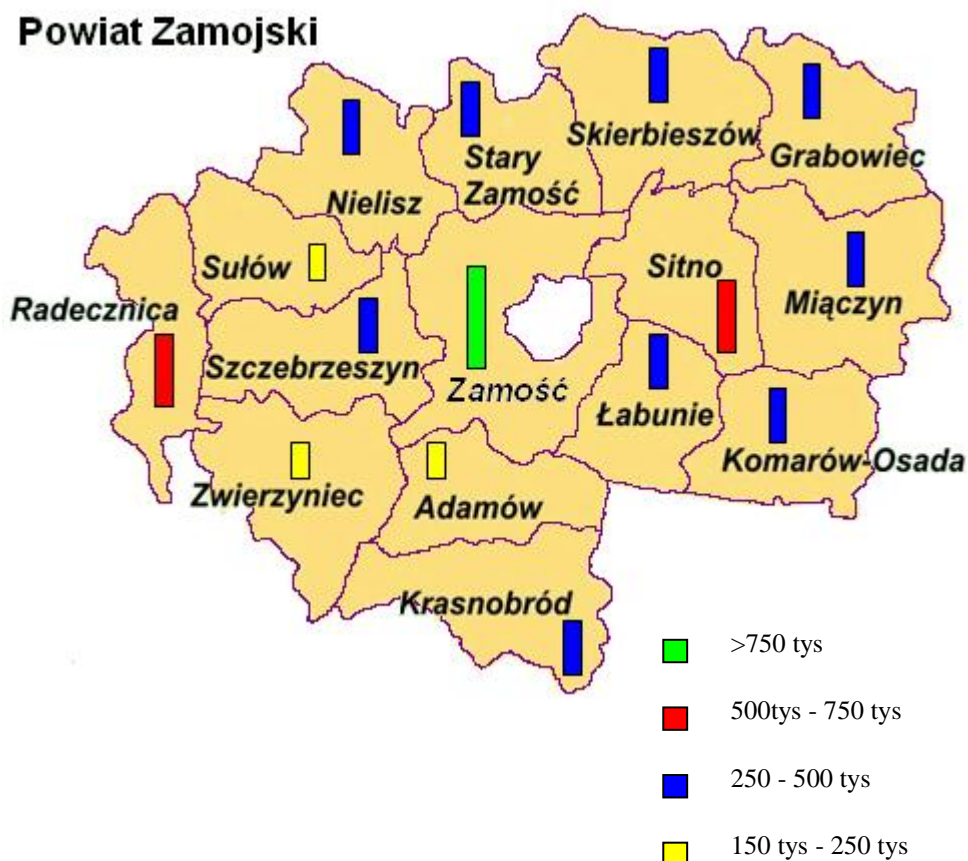 Powiat Zamojski
Skierbieszów
Grabowiec
Stary
Zamość
Nielisz
Sułów
Sitno
Miączyn
Radecznica
Szczebrzeszyn
Zamość
Łabunie
Komarów-Osada
Zwierzyniec
Adamów
Krasnobród
>750 tys
500tys - 750 tys
250 - 500 tys
150 tys - 250 tys